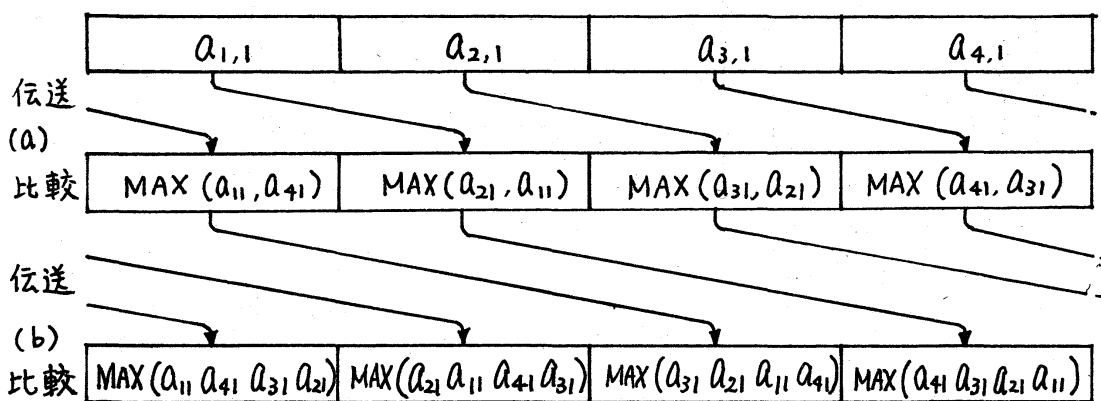 a1,1 a2,1 a3,1 a4,1
伝送
(a)
比較 MAX(a11,a41) MAX(a21,a11) MAX(a31,a21) MAX(a41,a31)
伝送
(b)
比較 MAX(a11 a41 a31 a21) MAX(a21 a11 a41 a31) MAX(a31 a21 a11 a41) MAX(a41 a31 a21 a11)